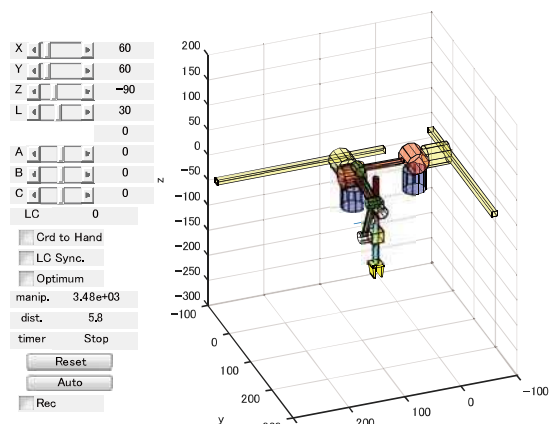 X 60
Y 60
Z -90
L 30
0
A 0
B 0
C 0
LC 0
Crd to Hand
LC Sync.
Optimum
manip. 3.48e+03
dist. 5.8
timer Stop
Reset
Auto
Rec
200
150
100
50
0
-50
-100
-150
-200
-250
-300
z
-100
0
100
200
y
200
100
0
-100